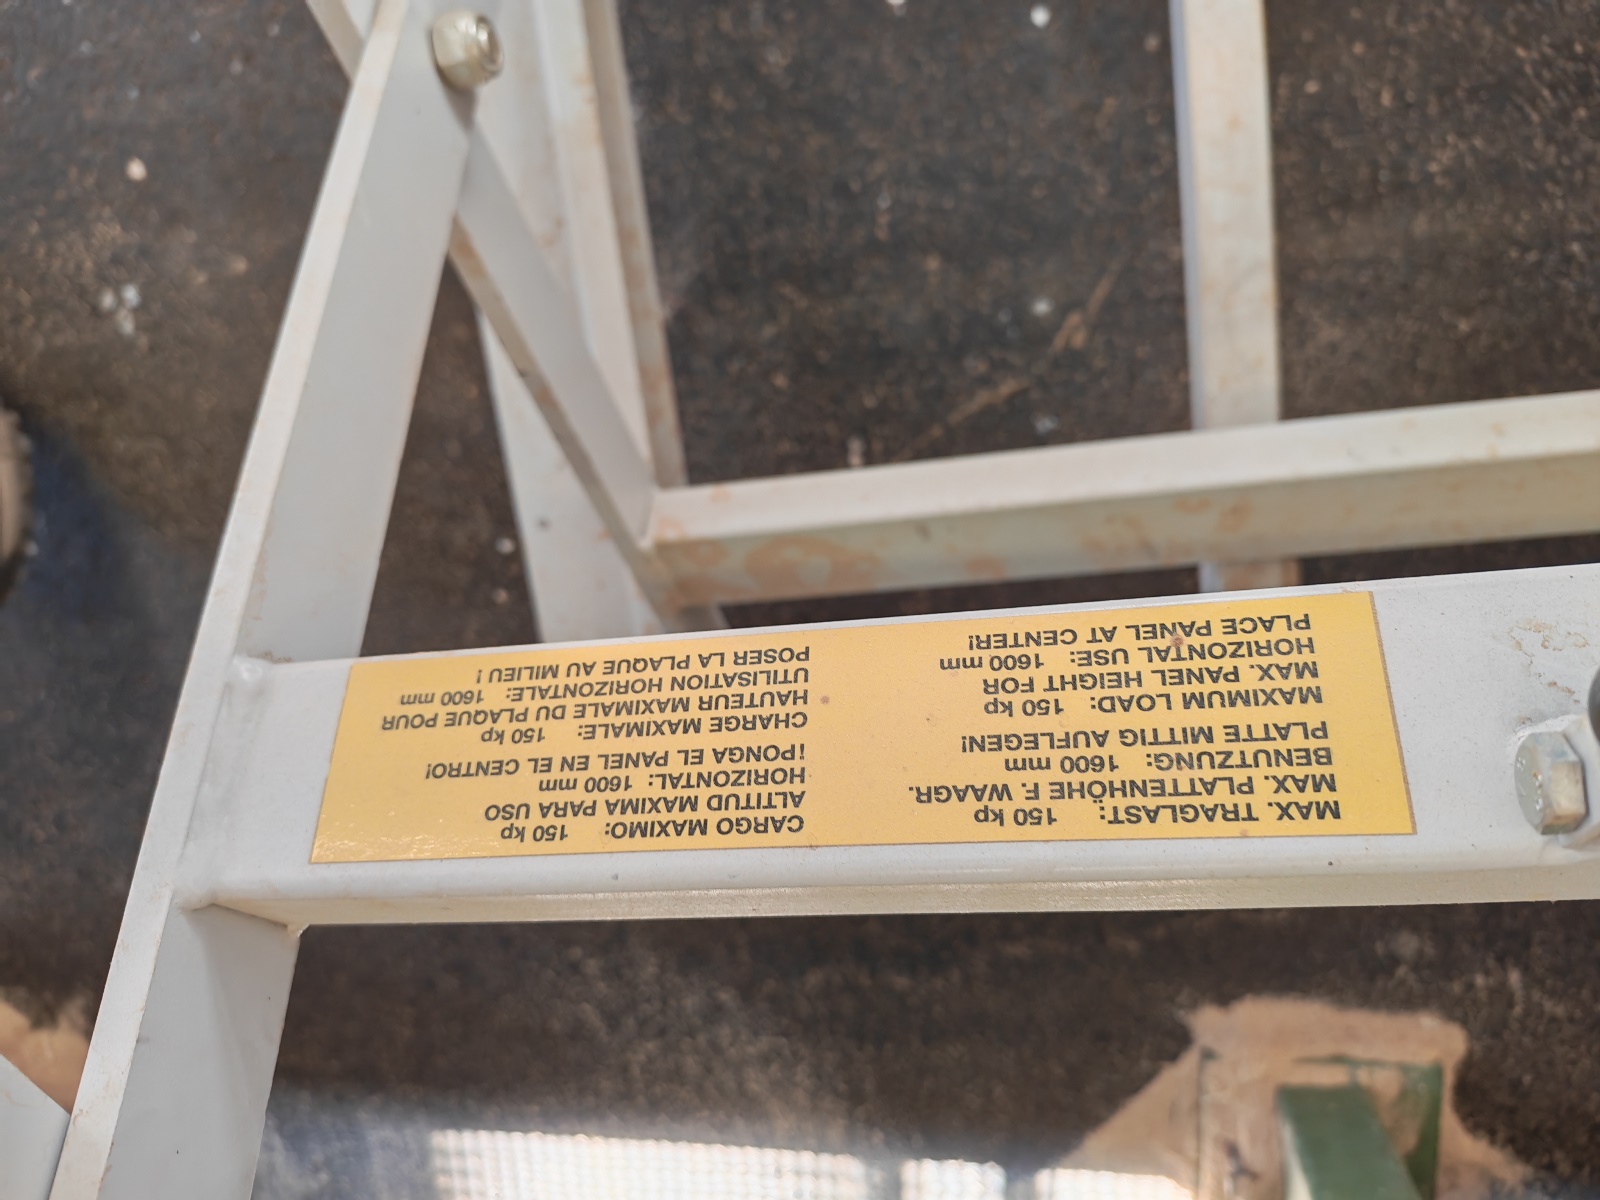 MAX. TRAGLAST: 150 kp
MAX. PLATTENHÖHE F. WAAGR.
BENUTZUNG: 1600 mm
PLATTE MITTIG AUFLEGEN!
MAXIMUM LOAD: 150 kp
MAX. PANEL HEIGHT FOR
HORIZONTAL USE: 1600 mm
PLACE PANEL AT CENTER!
CARGO MAXIMO: 150 kp
ALTITUD MAXIMA PARA USO
HORIZONTAL: 1600 mm
¡PONGA EL PANEL EN EL CENTRO!
CHARGE MAXIMALE: 150 kp
HAUTEUR MAXIMALE DU PLAQUE POUR
UTILISATION HORIZONTALE: 1600 mm
POSER LA PLAQUE AU MILIEU !